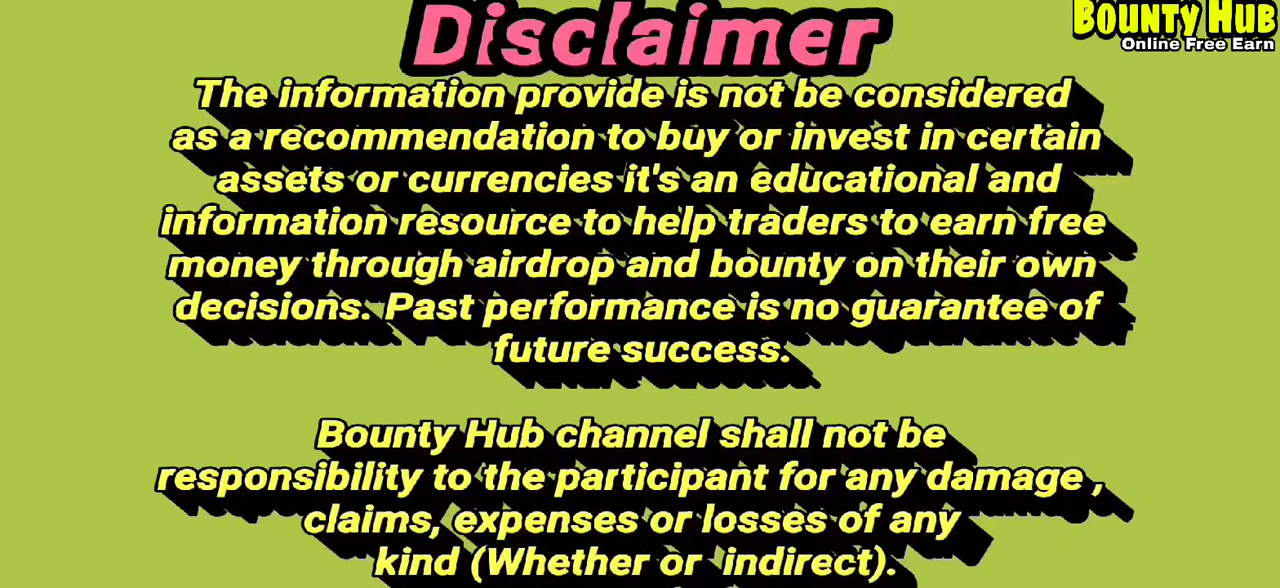 Disclaimer
BOUNTY HUB
Online Free Earn
The information provide is not be considered
as a recommendation to buy or invest in certain
assets or currencies it's an educational and
information resource to help traders to earn free
money through airdrop and bounty on their own
decisions. Past performance is no guarantee of
future success.
Bounty Hub channel shall not be
responsibility to the participant for any damage ,
claims, expenses or losses of any
kind (Whether or indirect).